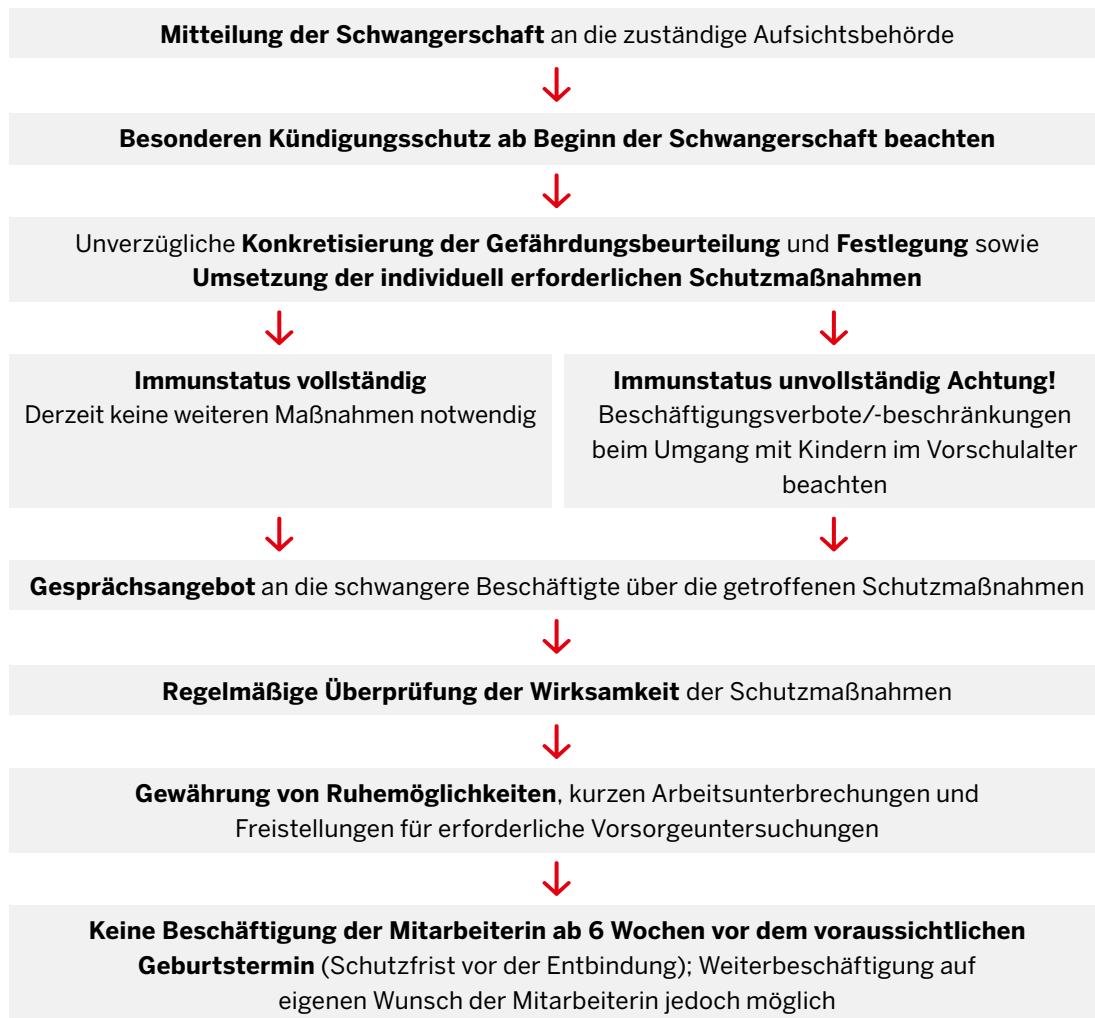 Mitteilung der Schwangerschaft an die zuständige Aufsichtsbehörde
Besonderen Kündigungsschutz ab Beginn der Schwangerschaft beachten
Unverzügliche Konkretisierung der Gefährdungsbeurteilung und Festlegung sowie
Umsetzung der individuell erforderlichen Schutzmaßnahmen
Immunstatus vollständig
Derzeit keine weiteren Maßnahmen notwendig
Immunstatus unvollständig Achtung!
Beschäftigungsverbote/-beschränkungen
beim Umgang mit Kindern im Vorschulalter
beachten
Gesprächsangebot an die schwangere Beschäftigte über die getroffenen Schutzmaßnahmen
Regelmäßige Überprüfung der Wirksamkeit der Schutzmaßnahmen
Gewährung von Ruhemöglichkeiten, kurzen Arbeitsunterbrechungen und
Freistellungen für erforderliche Vorsorgeuntersuchungen
Keine Beschäftigung der Mitarbeiterin ab 6 Wochen vor dem voraussichtlichen
Geburtstermin (Schutzfrist vor der Entbindung); Weiterbeschäftigung auf
eigenen Wunsch der Mitarbeiterin jedoch möglich